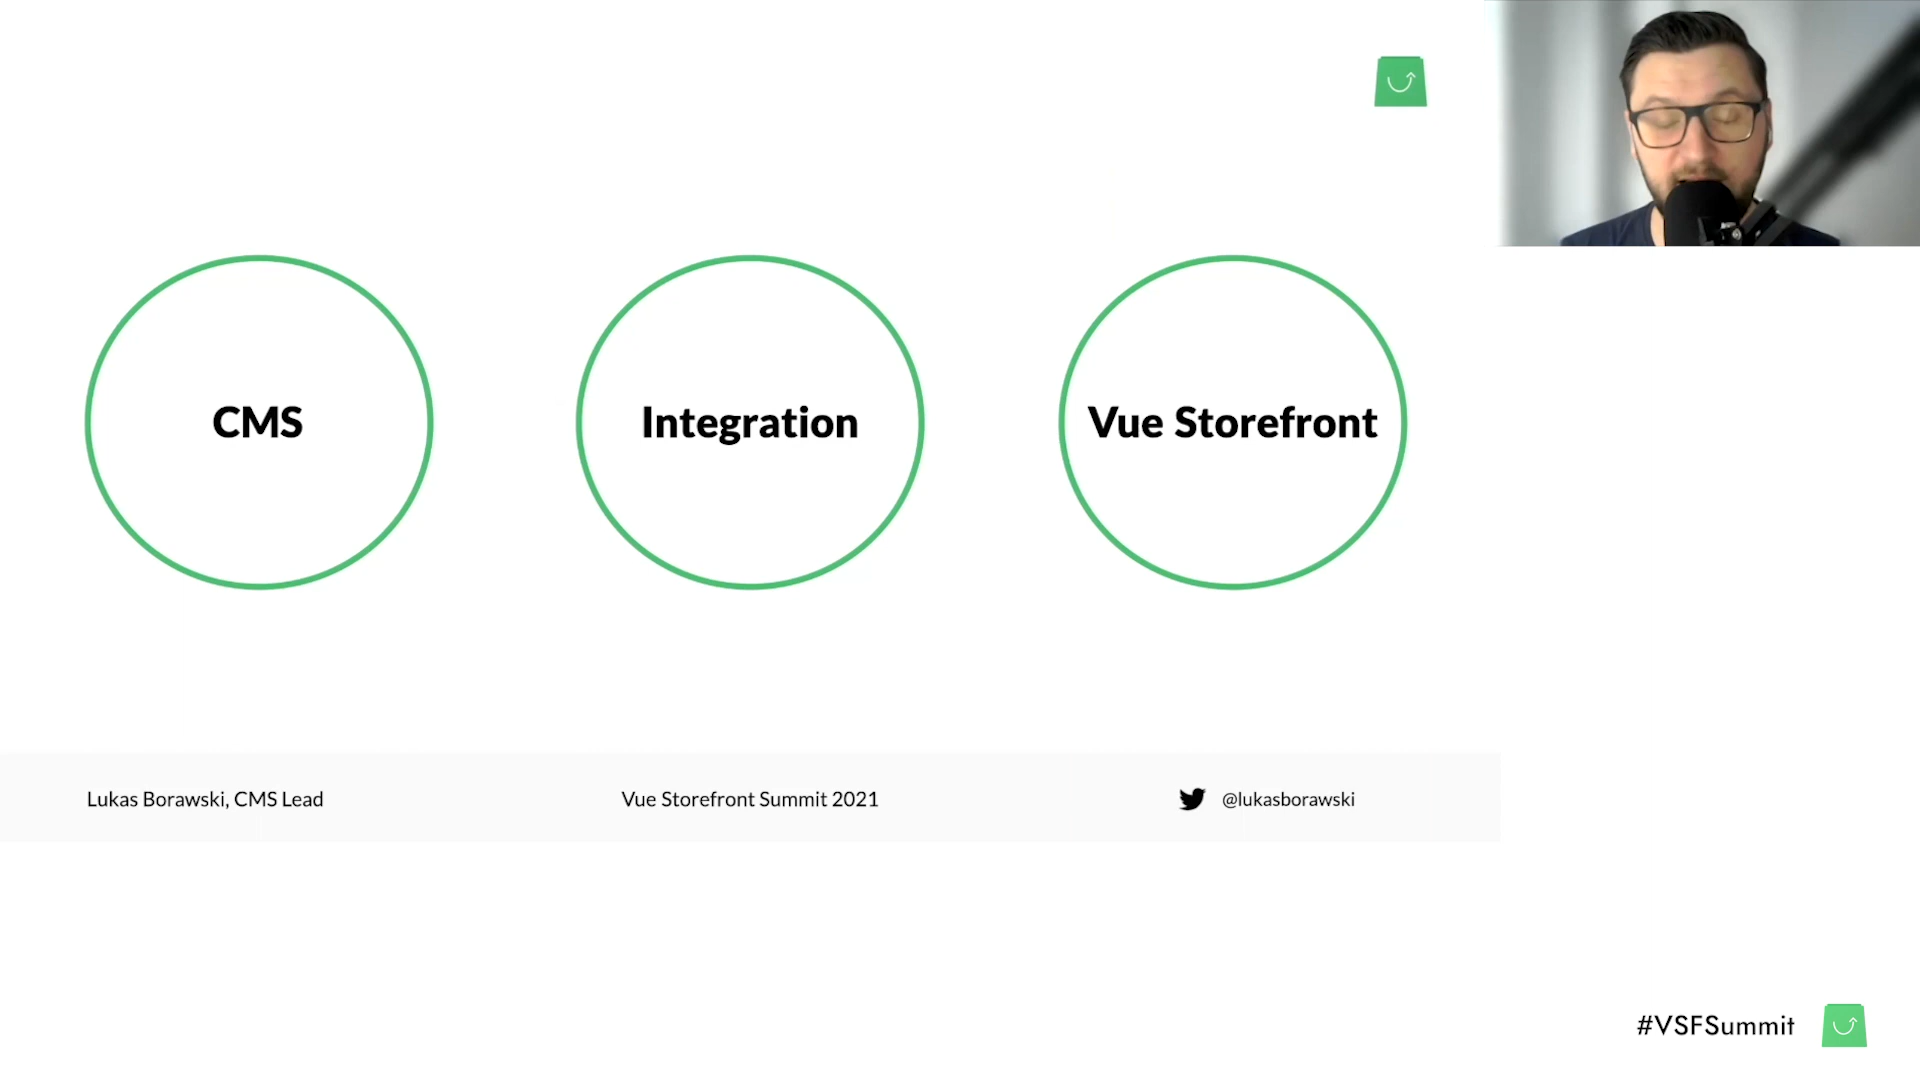 CMS
Integration
Vue Storefront
Lukas Borawski, CMS Lead
Vue Storefront Summit 2021
@lukasborawski
#VSFSummit